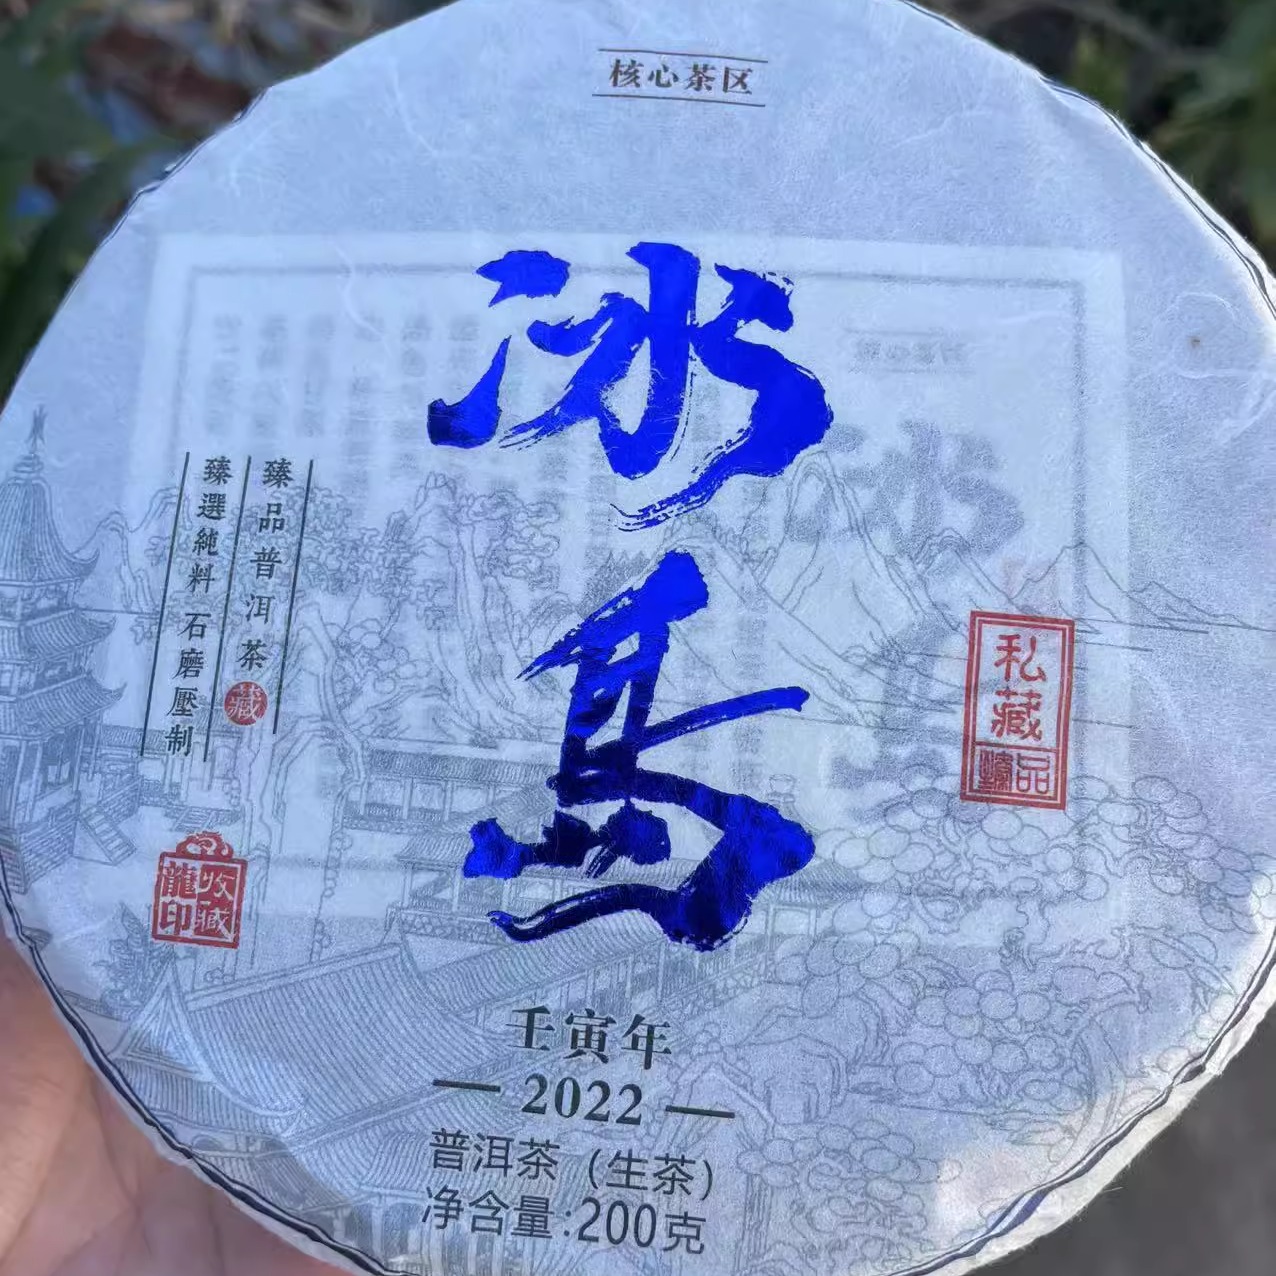 核心茶区
冰
島
臻品普洱茶
藏
臻選純料 石磨壓制
私藏
臻品
收藏
龍印
壬寅年
2022
普洱茶（生茶）
净含量:200克